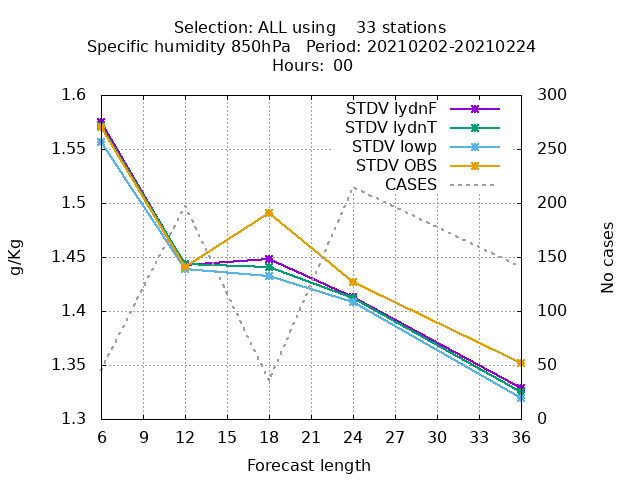 Selection: ALL using    33 stations
Specific humidity 850hPa   Period: 20210202-20210224
Hours:  00
STDV lydnF
STDV lydnT
STDV lowp
STDV OBS
CASES
g/Kg
1.6
1.55
1.5
1.45
1.4
1.35
1.3
300
250
200
150
100
50
0
No cases
6 9 12 15 18 21 24 27 30 33 36
Forecast length